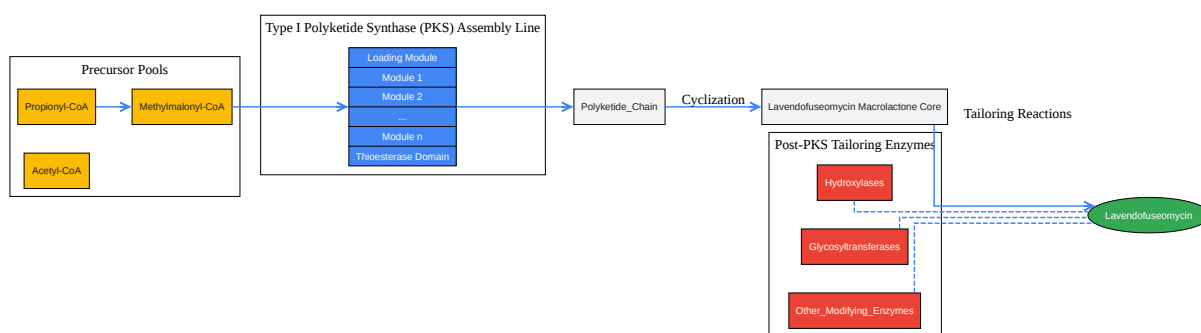 Precursor Pools
Propionyl-CoA
Methylmalonyl-CoA
Acetyl-CoA
Type I Polyketide Synthase (PKS) Assembly Line
Loading Module
Module 1
Module 2
...
Module n
Thioesterase Domain
Polyketide_Chain
Cyclization
Lavendofuseomycin Macrolactone Core
Tailoring Reactions
Post-PKS Tailoring Enzymes
Hydroxylases
Glycosyltransferases
Other_Modifying_Enzymes
Lavendofuseomycin